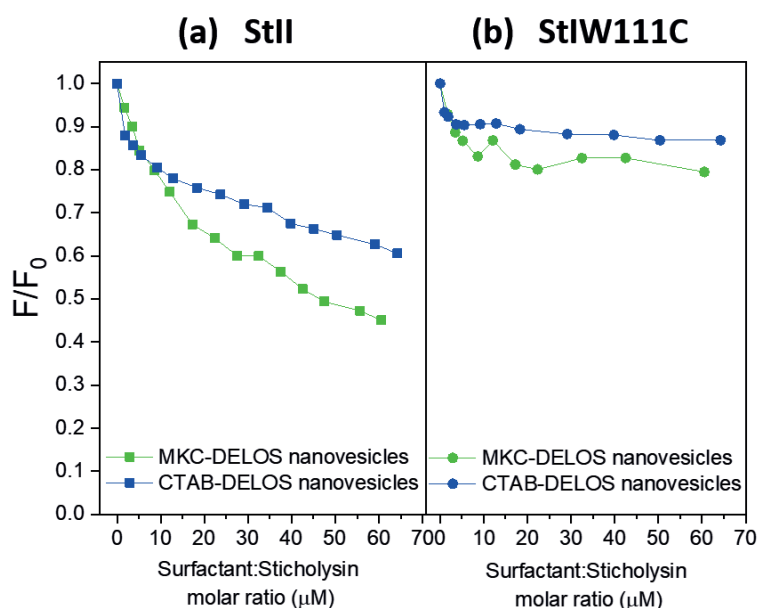 (a) StII
(b) StIW111C
F/F0
1.0
0.9
0.8
0.7
0.6
0.5
0.4
0.3
0.2
0.1
0.0
MKC-DELOS nanovesicles
CTAB-DELOS nanovesicles
MKC-DELOS nanovesicles
CTAB-DELOS nanovesicles
0 10 20 30 40 50 60 70
0 10 20 30 40 50 60 70
Surfactant:Sticholysin
molar ratio (μM)
Surfactant:Sticholysin
molar ratio (μM)